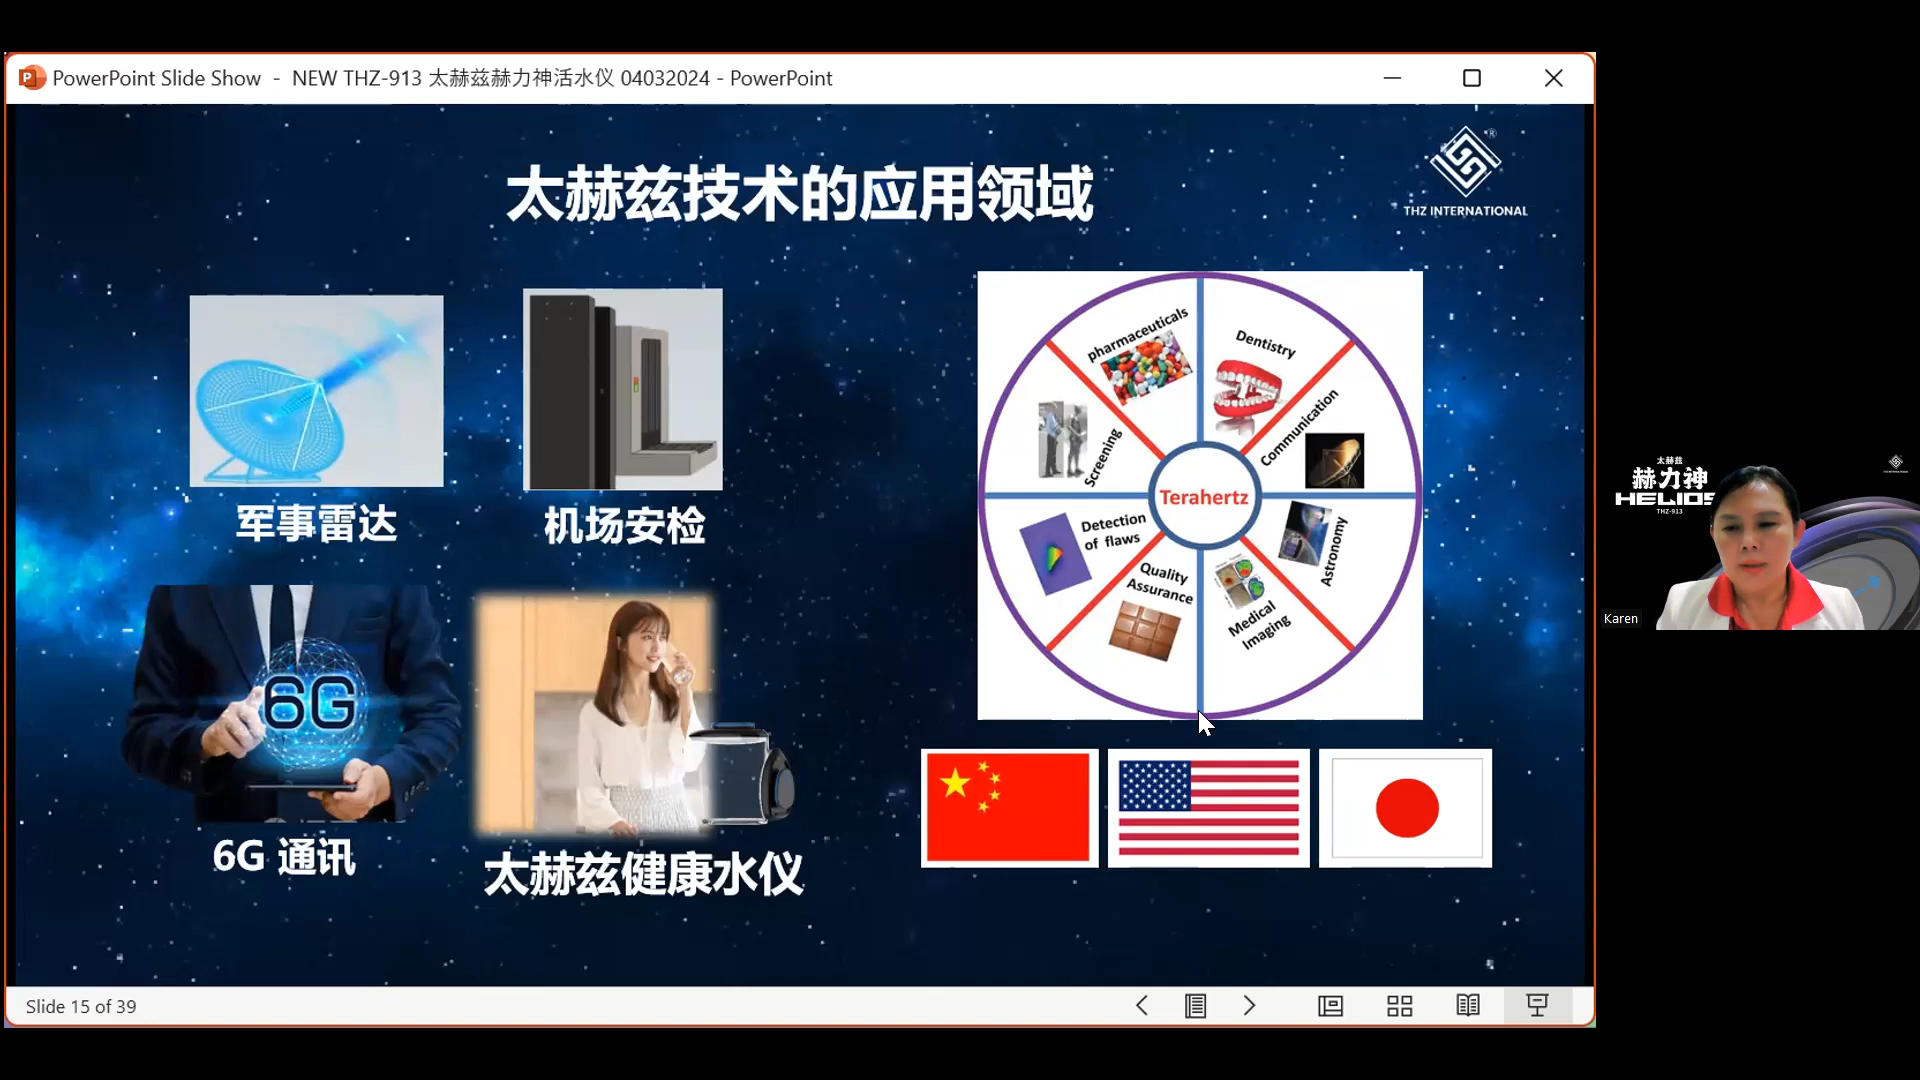 PowerPoint Slide Show - NEW THZ-913 太赫兹赫力神活水仪 04032024 - PowerPoint
太赫兹技术的应用领域
THZ INTERNATIONAL
军事雷达
机场安检
6G
6G 通讯
太赫兹健康水仪
pharmaceuticals
Dentistry
Communication
Astronomy
Medical
Imaging
Quality
Assurance
Detection
of flaws
Screening
Terahertz
Slide 15 of 39
太赫兹
赫力神
HELIOS
THZ-913
Karen